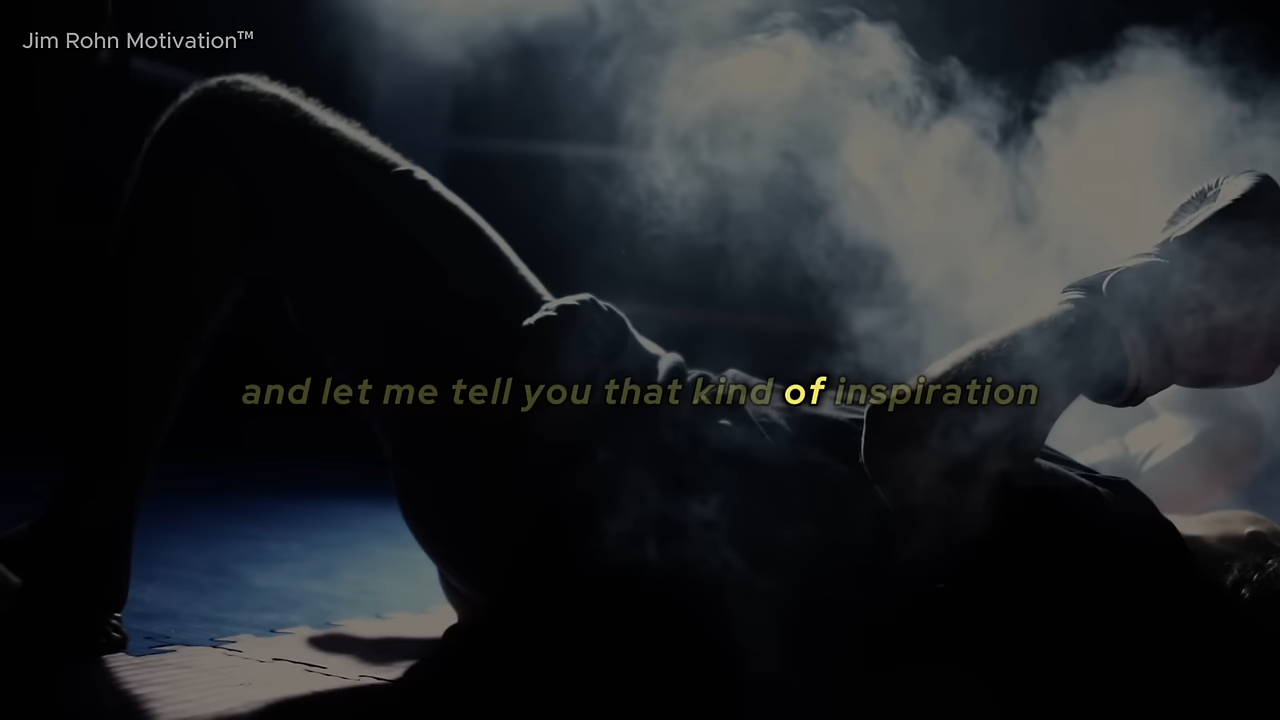 Jim Rohn Motivation™
and let me tell you that kind of inspiration